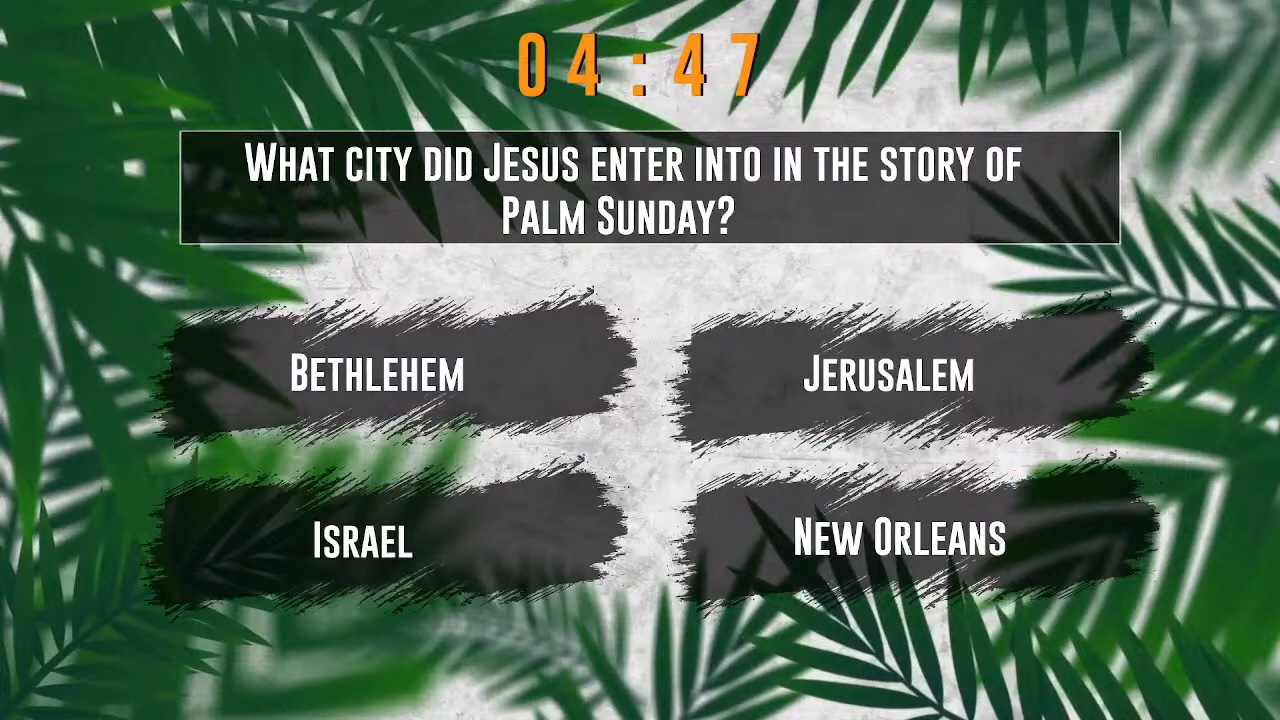 04:47
What city did Jesus enter into in the story of
Palm Sunday?
Bethlehem
Jerusalem
Israel
New Orleans